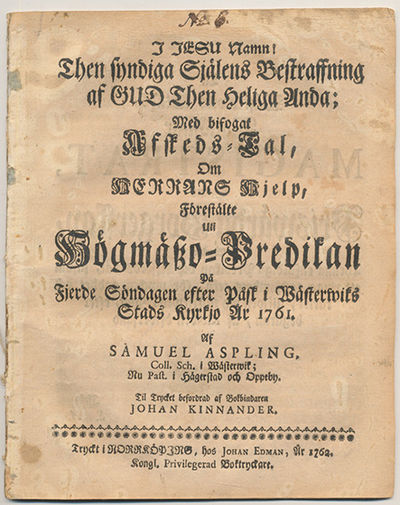 No. 6.
I JESU Namn!
Then syndiga Själens Bestraffning
af GUD Then Heliga Anda;
Med bifogat
Afskeds-Tal,
Om
HERRANS Hjelp,
Förestälte
Uti
Högmäßo-Predikan
På
Fjerde Söndagen efter Påsk i Wästerwiks
Stads Kyrkjo År 1761.
Af
SAMUEL ASPLING,
Coll. Sch. i Wästerwik;
Nu Past. i Hägerstad och Oppeby.
Til Trycket befordrad af Bokbindaren
JOHAN KINNANDER.
Tryckt i NORRKÖPING, hos JOHAN EDMAN, År 1762.
Kongl. Privilegerad Boktryckare.